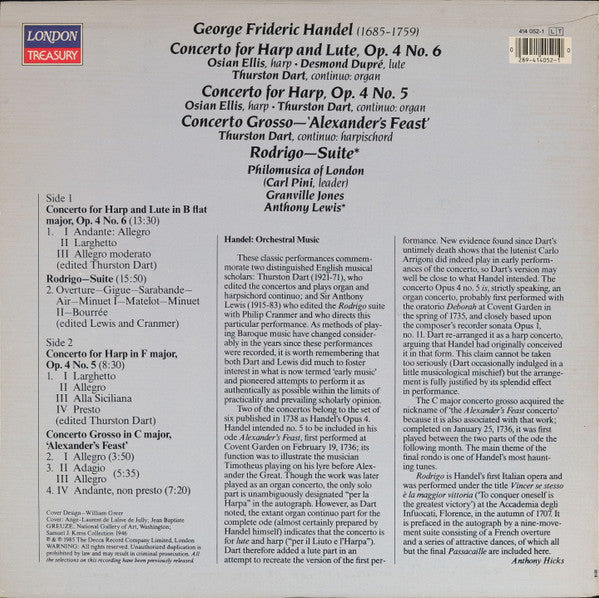 LONDON
TREASURY
George Frideric Handel (1685-1759)
Concerto for Harp and Lute, Op. 4 No. 6
Osian Ellis, harp · Desmond Dupré, lute
Thurston Dart, continuo: organ
Concerto for Harp, Op. 4 No. 5
Osian Ellis, harp · Thurston Dart, continuo: organ
Concerto Grosso—'Alexander's Feast'
Thurston Dart, continuo: harpsichord
Rodrigo—Suite*
Philomusica of London
(Carl Pini, leader)
Granville Jones
Anthony Lewis*
414 052-1 LT
0
0
289-414052-1
Side 1
Concerto for Harp and Lute in B flat
major, Op. 4 No. 6 (13:30)
1. I Andante: Allegro
II Larghetto
III Allegro moderato
(edited Thurston Dart)
Rodrigo—Suite (15:50)
2. Overture—Gigue—Sarabande—
Air—Minuet I—Matelot—Minuet
II—Bourrée
(edited Lewis and Cranmer)
Side 2
Concerto for Harp in F major,
Op. 4 No. 5 (8:30)
1. I Larghetto
II Allegro
III Alla Siciliana
IV Presto
(edited Thurston Dart)
Concerto Grosso in C major,
'Alexander's Feast'
2. I Allegro (3:50)
3. II Adagio
III Allegro (5:35)
4. IV Andante, non presto (7:20)
Cover Design—William Greer
Cover: Ange-Laurent de Lalive de Jully; Jean Baptiste
GREUZE; National Gallery of Art, Washington;
Samuel J. Kress Collection 1946
℗ & © 1985 The Decca Record Company Limited, London
WARNING: All rights reserved. Unauthorized duplication is
prohibited by law and may result in criminal prosecution. All
the selections on this recording have been previously released.
Handel: Orchestral Music
These classic performances commem-
orate two distinguished English musical
scholars: Thurston Dart (1921-71), who
edited the concertos and plays organ and
harpsichord continuo; and Sir Anthony
Lewis (1915-83) who edited the Rodrigo suite
with Philip Cranmer and who directs this
particular performance. As methods of play-
ing Baroque music have changed consider-
ably in the years since these performances
were recorded, it is worth remembering that
both Dart and Lewis did much to foster
interest in what is now termed 'early music'
and pioneered attempts to perform it as
authentically as possible within the limits of
practicality and prevailing scholarly opinion.
Two of the concertos belong to the set of
six published in 1738 as Handel's Opus 4.
Handel intended no. 5 to be included in his
ode Alexander's Feast, first performed at
Covent Garden on February 19, 1736; its
function was to illustrate the musician
Timotheus playing on his lyre before Alex-
ander the Great. Though the work was later
played as an organ concerto, the only solo
part is unambiguously designated "per la
Harpa" in the autograph. However, as Dart
noted, the extant organ continuo part for the
complete ode (almost certainly prepared by
Handel himself) indicates that the concerto
is for lute and harp ("per il Liuto e l'Harpa").
Dart therefore added a lute part in an
attempt to recreate the version of the first per-
formance. New evidence found since Dart's
untimely death shows that the lutenist Carlo
Arrigoni did indeed play in early perform-
ances of the concerto, so Dart's version may
well be close to what Handel intended. The
concerto Opus 4 no. 5 is, strictly speaking, an
organ concerto, probably first performed with
the oratorio Deborah at Covent Garden in
the spring of 1735, and closely based upon
the composer's recorder sonata Opus 1,
no. 11. Dart re-arranged it as a harp concerto,
arguing that Handel had originally conceived
it in that form. This claim cannot be taken
too seriously (Dart occasionally indulged in a
little musicological mischief) but the arrange-
ment is fully justified by its splendid effect
in performance.
The C major concerto grosso acquired the
nickname of 'the Alexander's Feast concerto'
because it is also associated with that work;
completed on January 25, 1736, it was first
played between the two parts of the ode the
following month. The main theme of the
final rondo is one of Handel's most haunt-
ing tunes.
Rodrigo is Handel's first Italian opera and
was performed under the title Vincer se stesso
è la maggior vittoria ('To conquer oneself is
the greatest victory') at the Accademia degli
Infuocati, Florence, in the autumn of 1707. It
is prefaced in the autograph by a nine-move-
ment suite consisting of a French overture
and a series of attractive dances, of which all
but the final Passacaille are included here.
Anthony Hicks